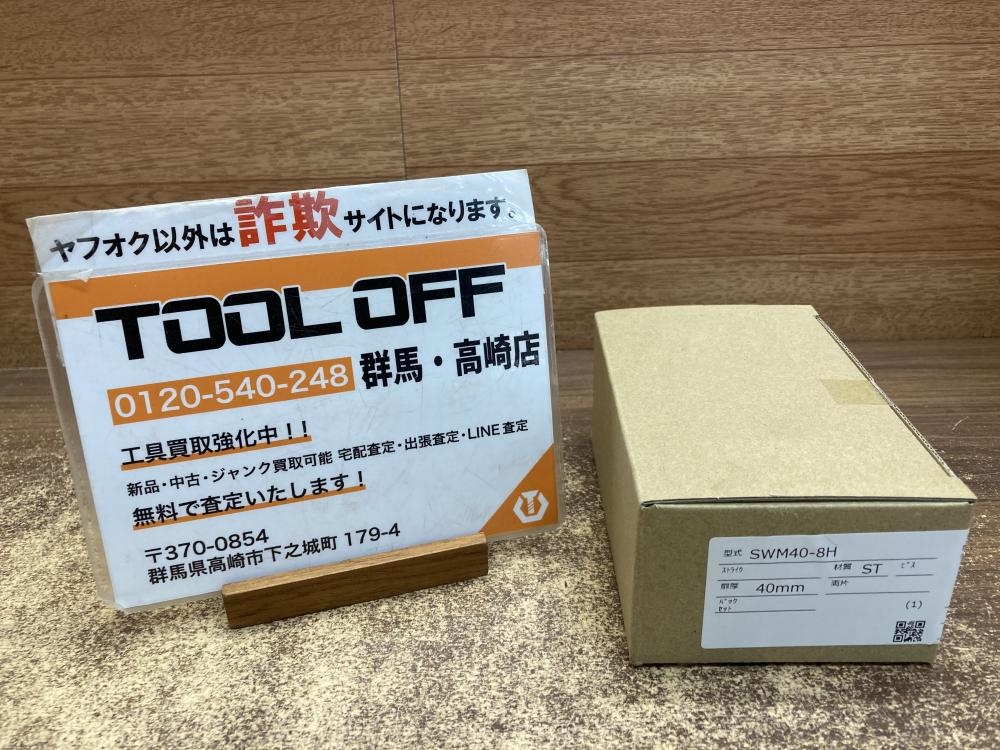 ヤフオク以外は詐欺サイトになります。
TOOL OFF
0120-540-248 群馬・高崎店
工具買取強化中！！
新品・中古・ジャンク買取可能 宅配査定・出張査定・LINE査定
無料で査定いたします！
〒370-0854
群馬県高崎市下之城町 179-4
型式 SWM40-8H
ストライク 材質 ST ビス
扉厚 40mm 両片
バックセット
(1)